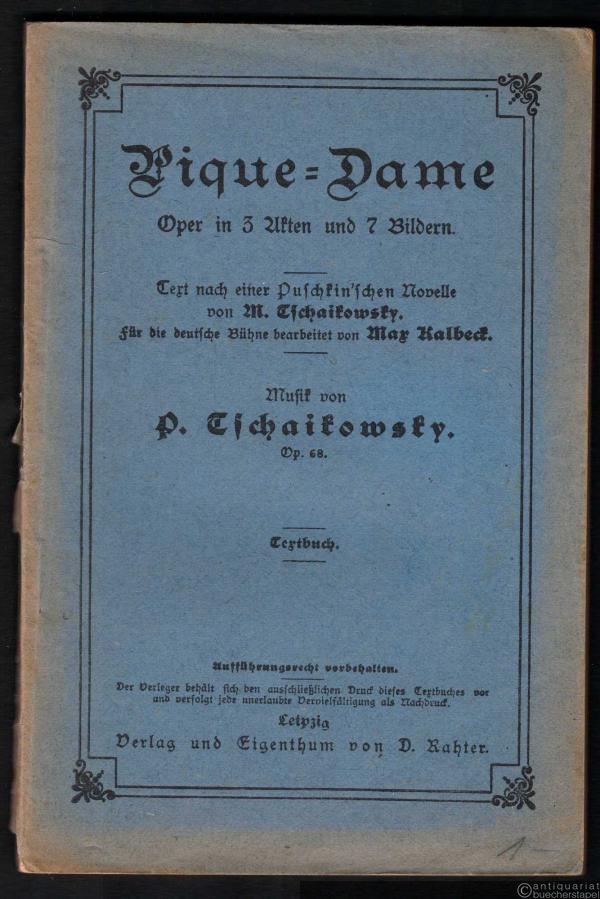 Pique=Dame
Oper in 3 Akten und 7 Bildern.
Text nach einer Puschkin'schen Novelle
von M. Tschaikowsky.
Für die deutsche Bühne bearbeitet von Max Kalbeck.
Musik von
P. Tschaikowsky.
Op. 68.
Textbuch.
Aufführungsrecht vorbehalten.
Der Verleger behält sich den ausschließlichen Druck dieses Textbuches vor
und verfolgt jede unerlaubte Vervielfältigung als Nachdruck.
Leipzig
Verlag und Eigenthum von D. Rahter.
1-
© antiquariat
buecherstapel